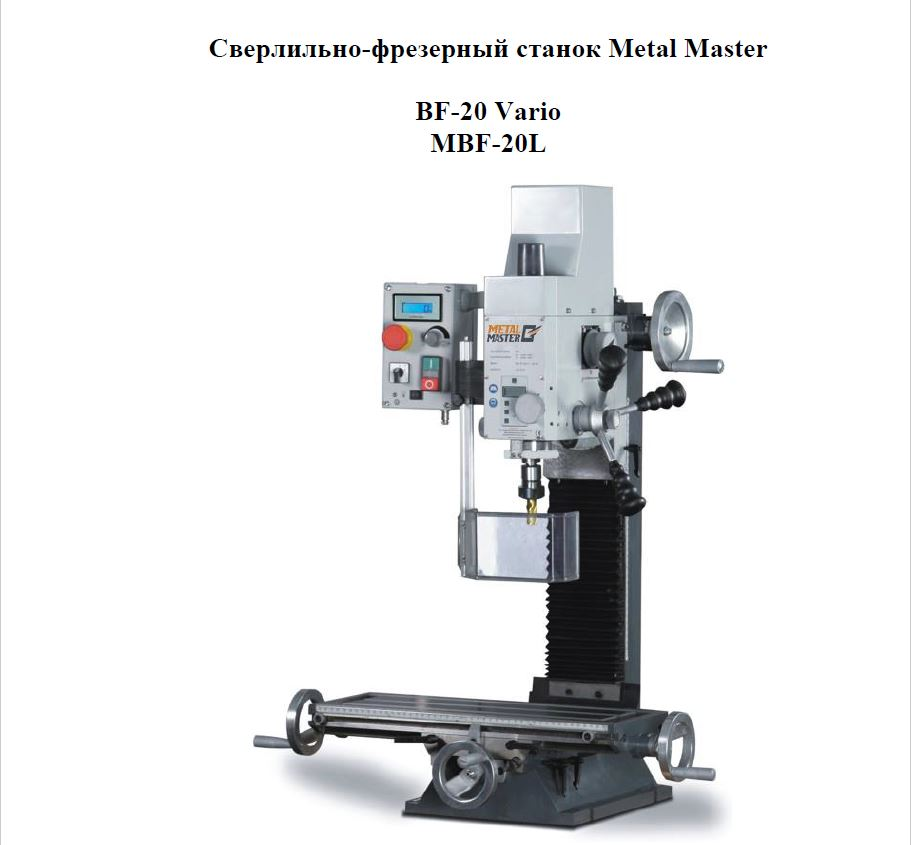 Сверлильно-фрезерный станок Metal Master
BF-20 Vario
MBF-20L
METAL
MASTER